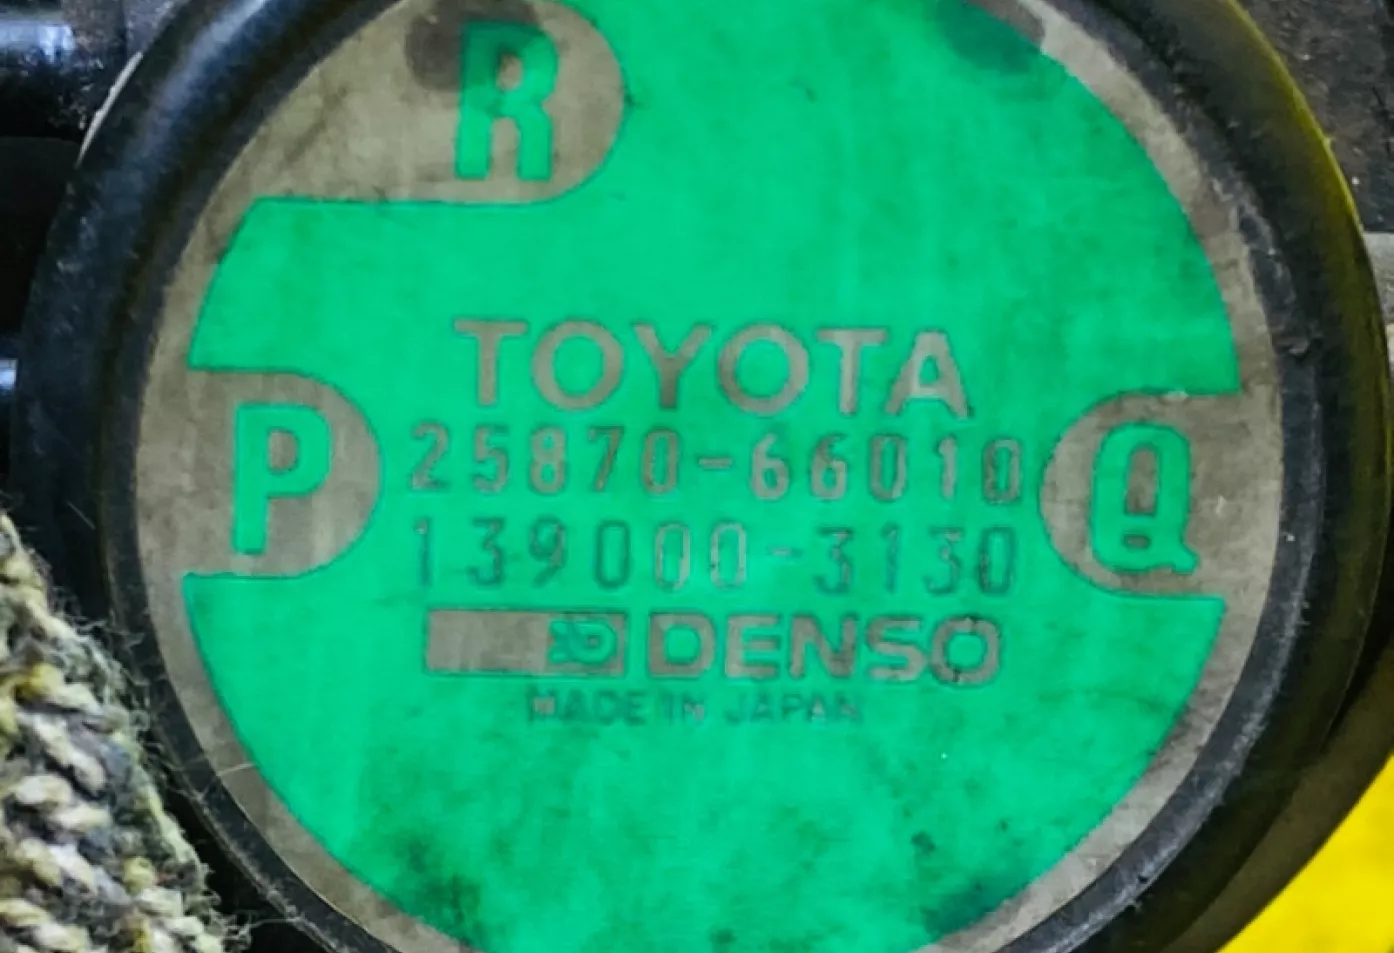 R
TOYOTA
P
25870-66010
Q
139000-3130
DENSO
MADE IN JAPAN